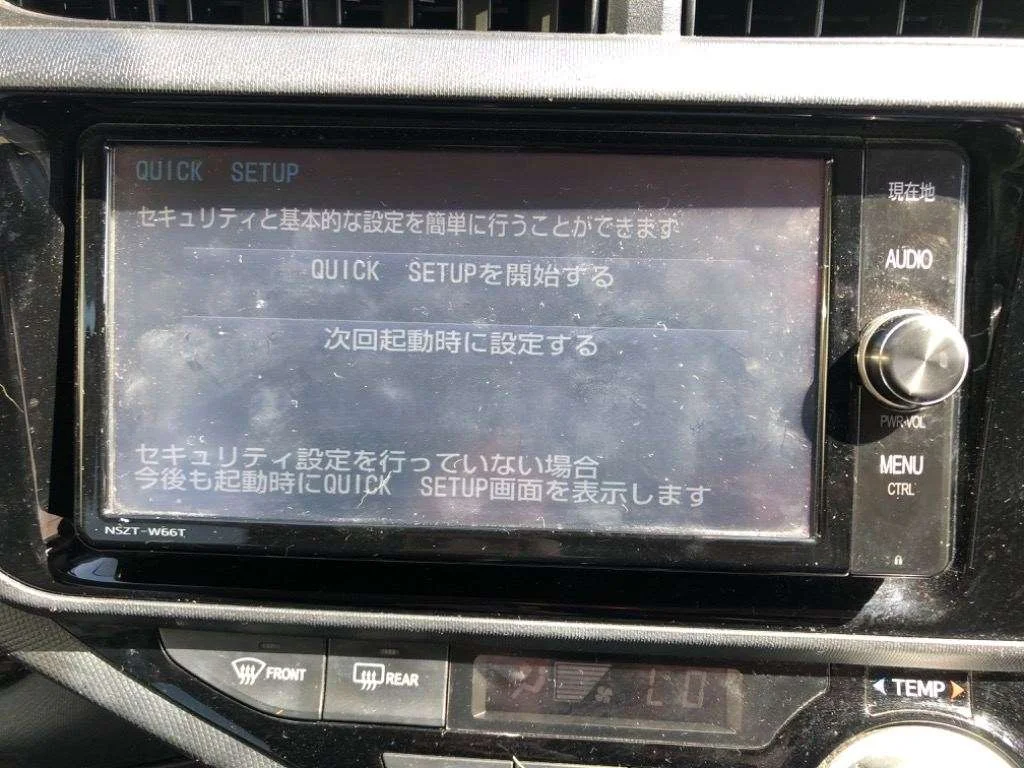 QUICK SETUP
セキュリティと基本的な設定を簡単に行うことができます
QUICK SETUPを開始する
次回起動時に設定する
セキュリティ設定を行っていない場合
今後も起動時にQUICK SETUP画面を表示します
NSZT-W66T
現在地
AUDIO
PWR·VOL
MENU
CTRL
FRONT
REAR
LO
TEMP